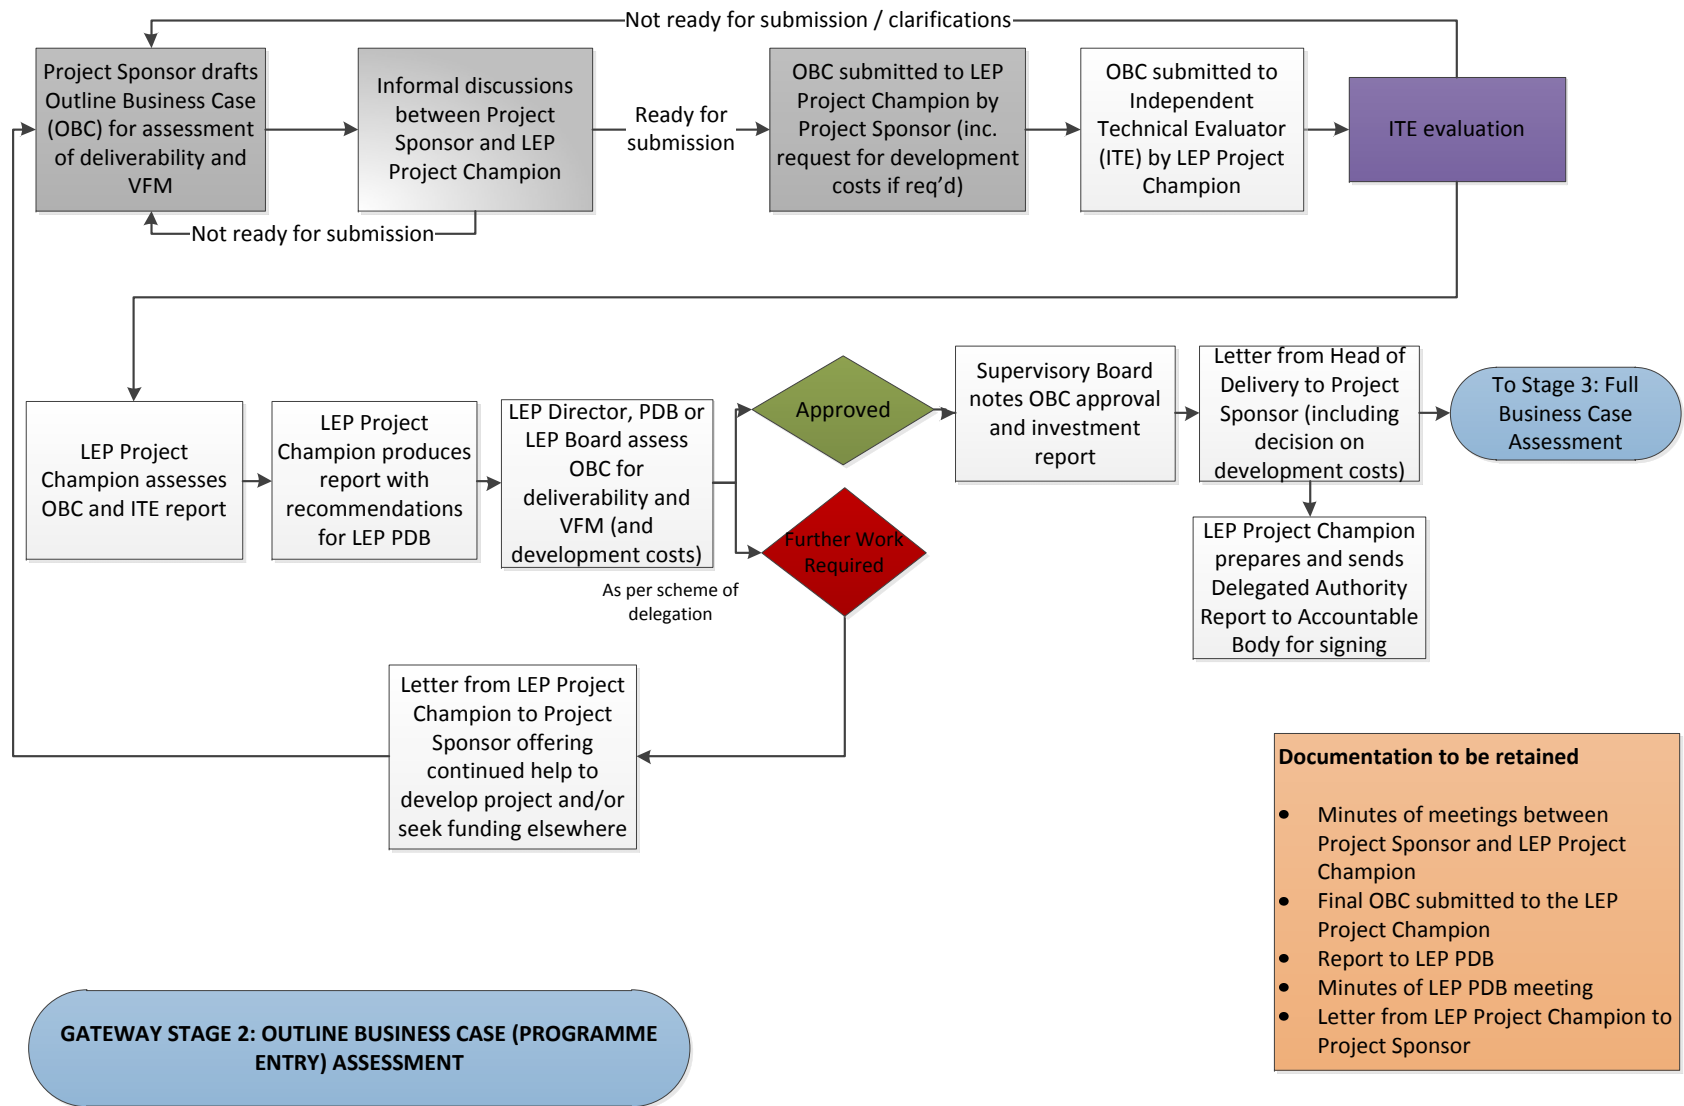 Not ready for submission / clarifications
Project Sponsor drafts
Outline Business Case
(OBC) for assessment
of deliverability and
VFM
Informal discussions
between Project
Sponsor and LEP
Project Champion
Ready for
submission
OBC submitted to LEP
Project Champion by
Project Sponsor (inc.
request for development
costs if req’d)
OBC submitted to
Independent
Technical Evaluator
(ITE) by LEP Project
Champion
ITE evaluation
Not ready for submission
LEP Project
Champion assesses
OBC and ITE report
LEP Project
Champion produces
report with
recommendations
for LEP PDB
LEP Director, PDB or
LEP Board assess
OBC for
deliverability and
VFM (and
development costs)
As per scheme of
delegation
Approved
Further Work
Required
Supervisory Board
notes OBC approval
and investment
report
Letter from Head of
Delivery to Project
Sponsor (including
decision on
development costs)
To Stage 3: Full
Business Case
Assessment
LEP Project Champion
prepares and sends
Delegated Authority
Report to Accountable
Body for signing
Letter from LEP Project
Champion to Project
Sponsor offering
continued help to
develop project and/or
seek funding elsewhere
Documentation to be retained
• Minutes of meetings between
Project Sponsor and LEP Project
Champion
• Final OBC submitted to the LEP
Project Champion
• Report to LEP PDB
• Minutes of LEP PDB meeting
• Letter from LEP Project Champion to
Project Sponsor
GATEWAY STAGE 2: OUTLINE BUSINESS CASE (PROGRAMME
ENTRY) ASSESSMENT